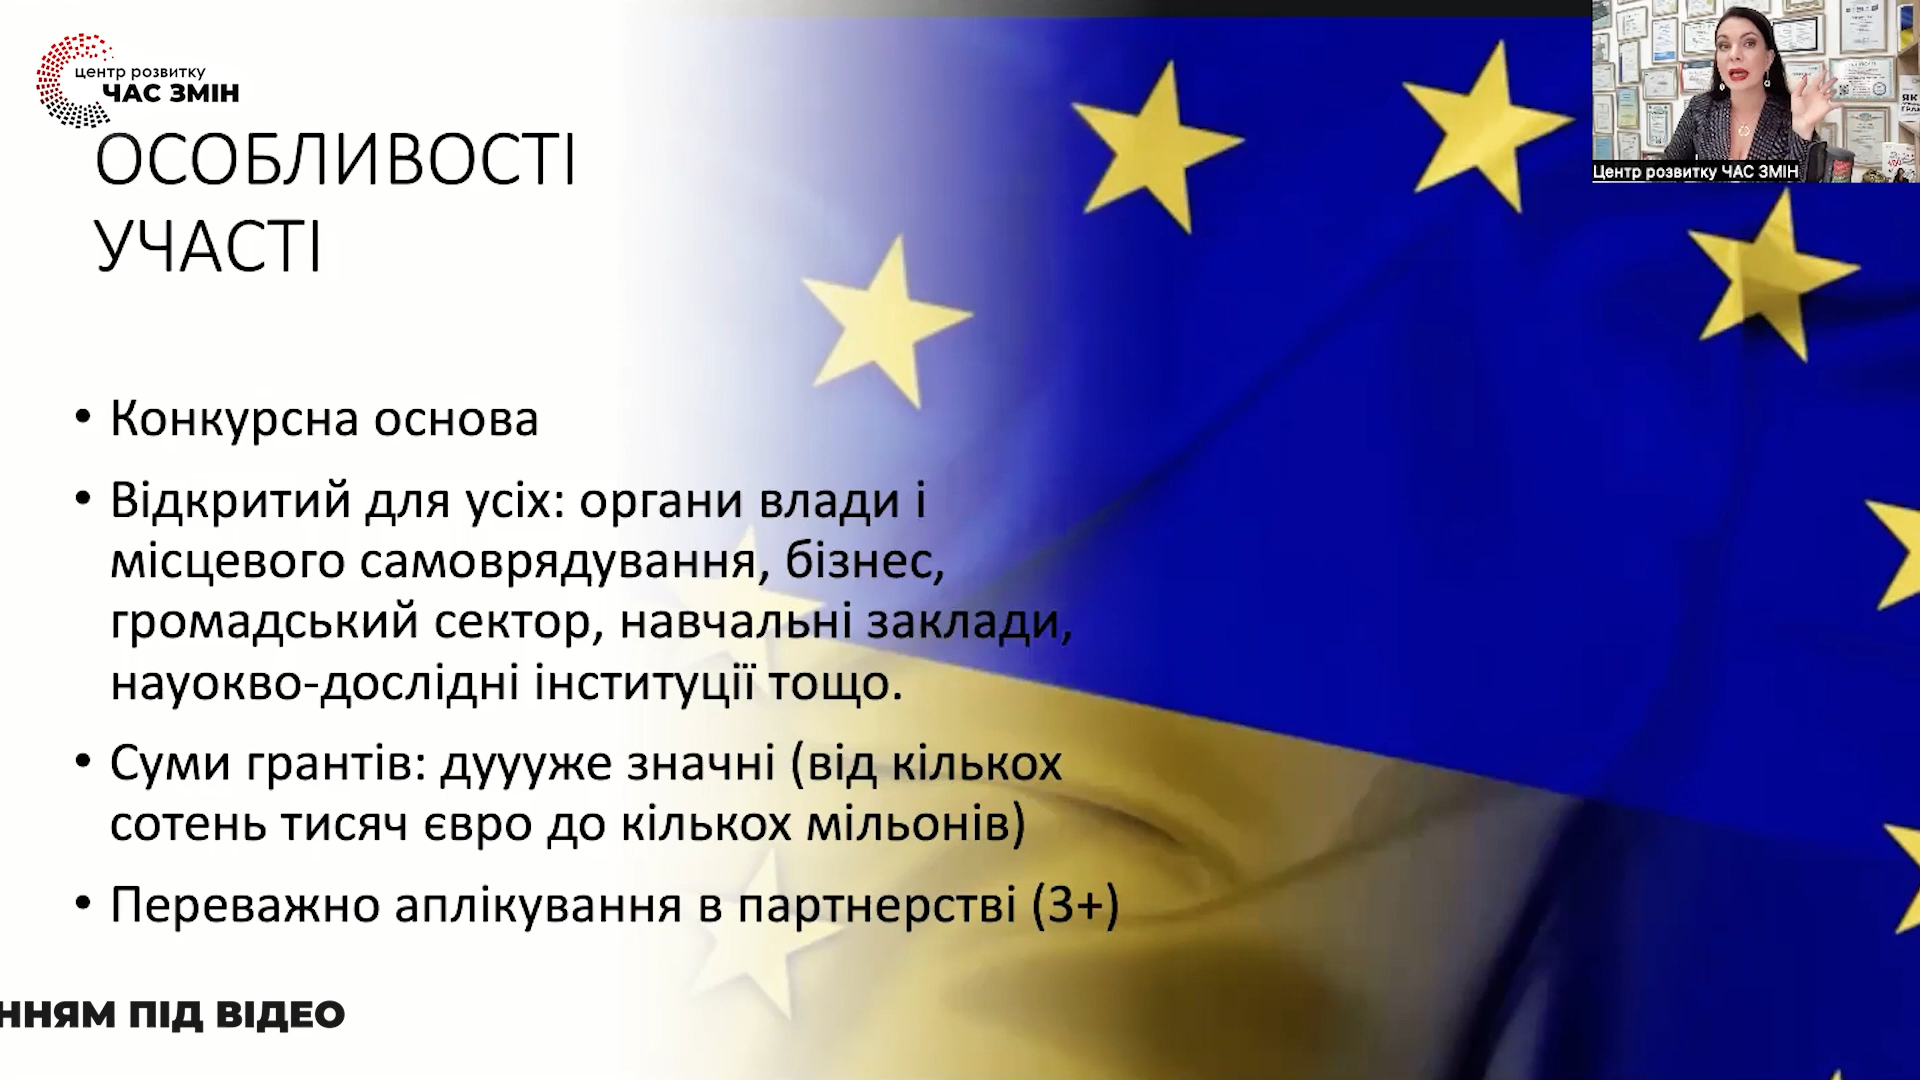 центр розвитку
ЧАС ЗМІН
ОСОБЛИВОСТІ
УЧАСТІ
• Конкурсна основа
• Відкритий для усіх: органи влади і
місцевого самоврядування, бізнес,
громадський сектор, навчальні заклади,
науокво-дослідні інституції тощо.
• Суми грантів: дуууже значні (від кількох
сотень тисяч євро до кількох мільонів)
• Переважно аплікування в партнерстві (3+)
ННЯМ ПІД ВІДЕО
Центр розвитку ЧАС ЗМІН
ЯК